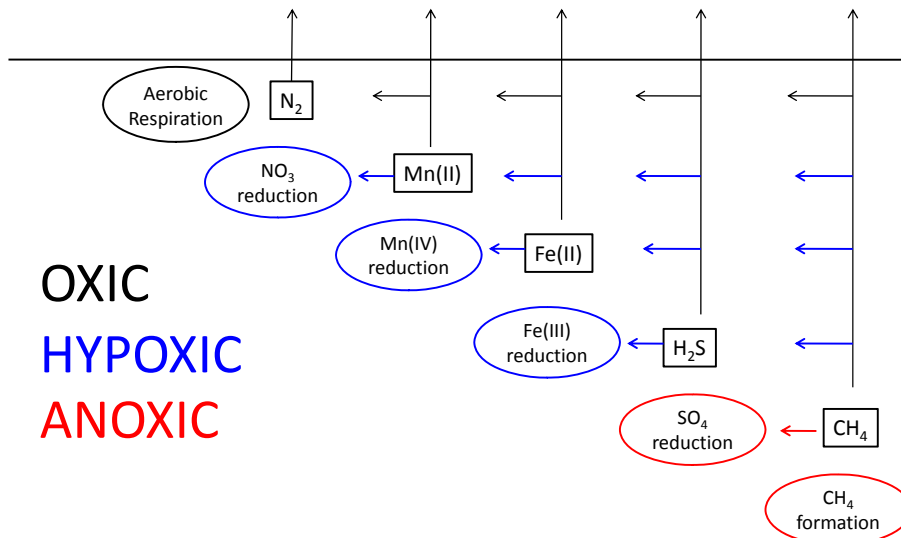 Aerobic
Respiration
N₂
NO₃
reduction
Mn(II)
Mn(IV)
reduction
Fe(II)
OXIC
HYPOXIC
ANOXIC
Fe(III)
reduction
H₂S
SO₄
reduction
CH₄
CH₄
formation